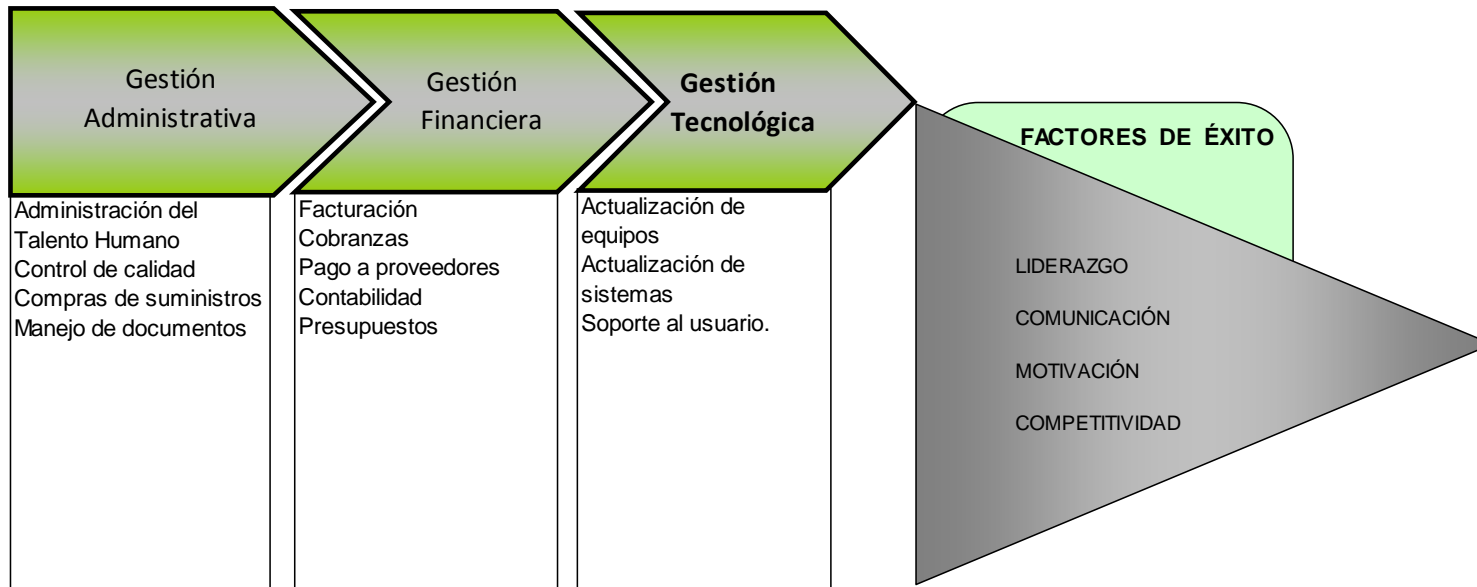 Gestión
Administrativa
Gestión
Financiera
Gestión
Tecnológica
FACTORES DE ÉXITO
Administración del
Talento Humano
Control de calidad
Compras de suministros
Manejo de documentos
Facturación
Cobranzas
Pago a proveedores
Contabilidad
Presupuestos
Actualización de
equipos
Actualización de
sistemas
Soporte al usuario.
LIDERAZGO
COMUNICACIÓN
MOTIVACIÓN
COMPETITIVIDAD